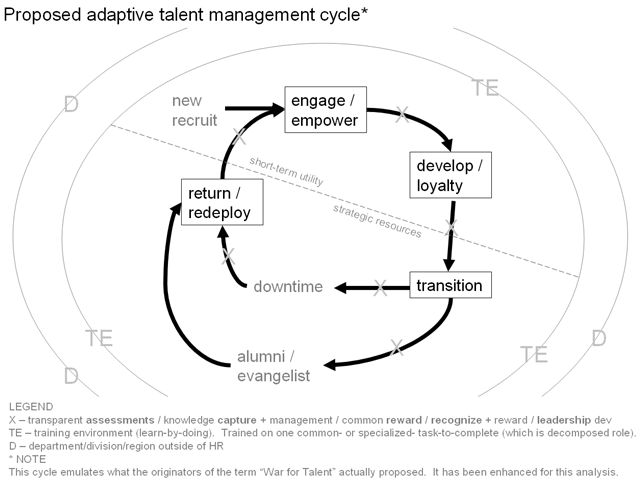 Proposed adaptive talent management cycle*
D
TE
new
recruit
engage /
empower
X
X
develop /
loyalty
short-term utility
return /
redeploy
strategic resources
X
X
downtime
X
transition
TE
X
TE
D
alumni /
evangelist
D
LEGEND
X – transparent assessments / knowledge capture + management / common reward / recognize + reward / leadership dev
TE – training environment (learn-by-doing).  Trained on one common- or specialized- task-to-complete (which is decomposed role).
D – department/division/region outside of HR
* NOTE
This cycle emulates what the originators of the term “War for Talent” actually proposed.  It has been enhanced for this analysis.